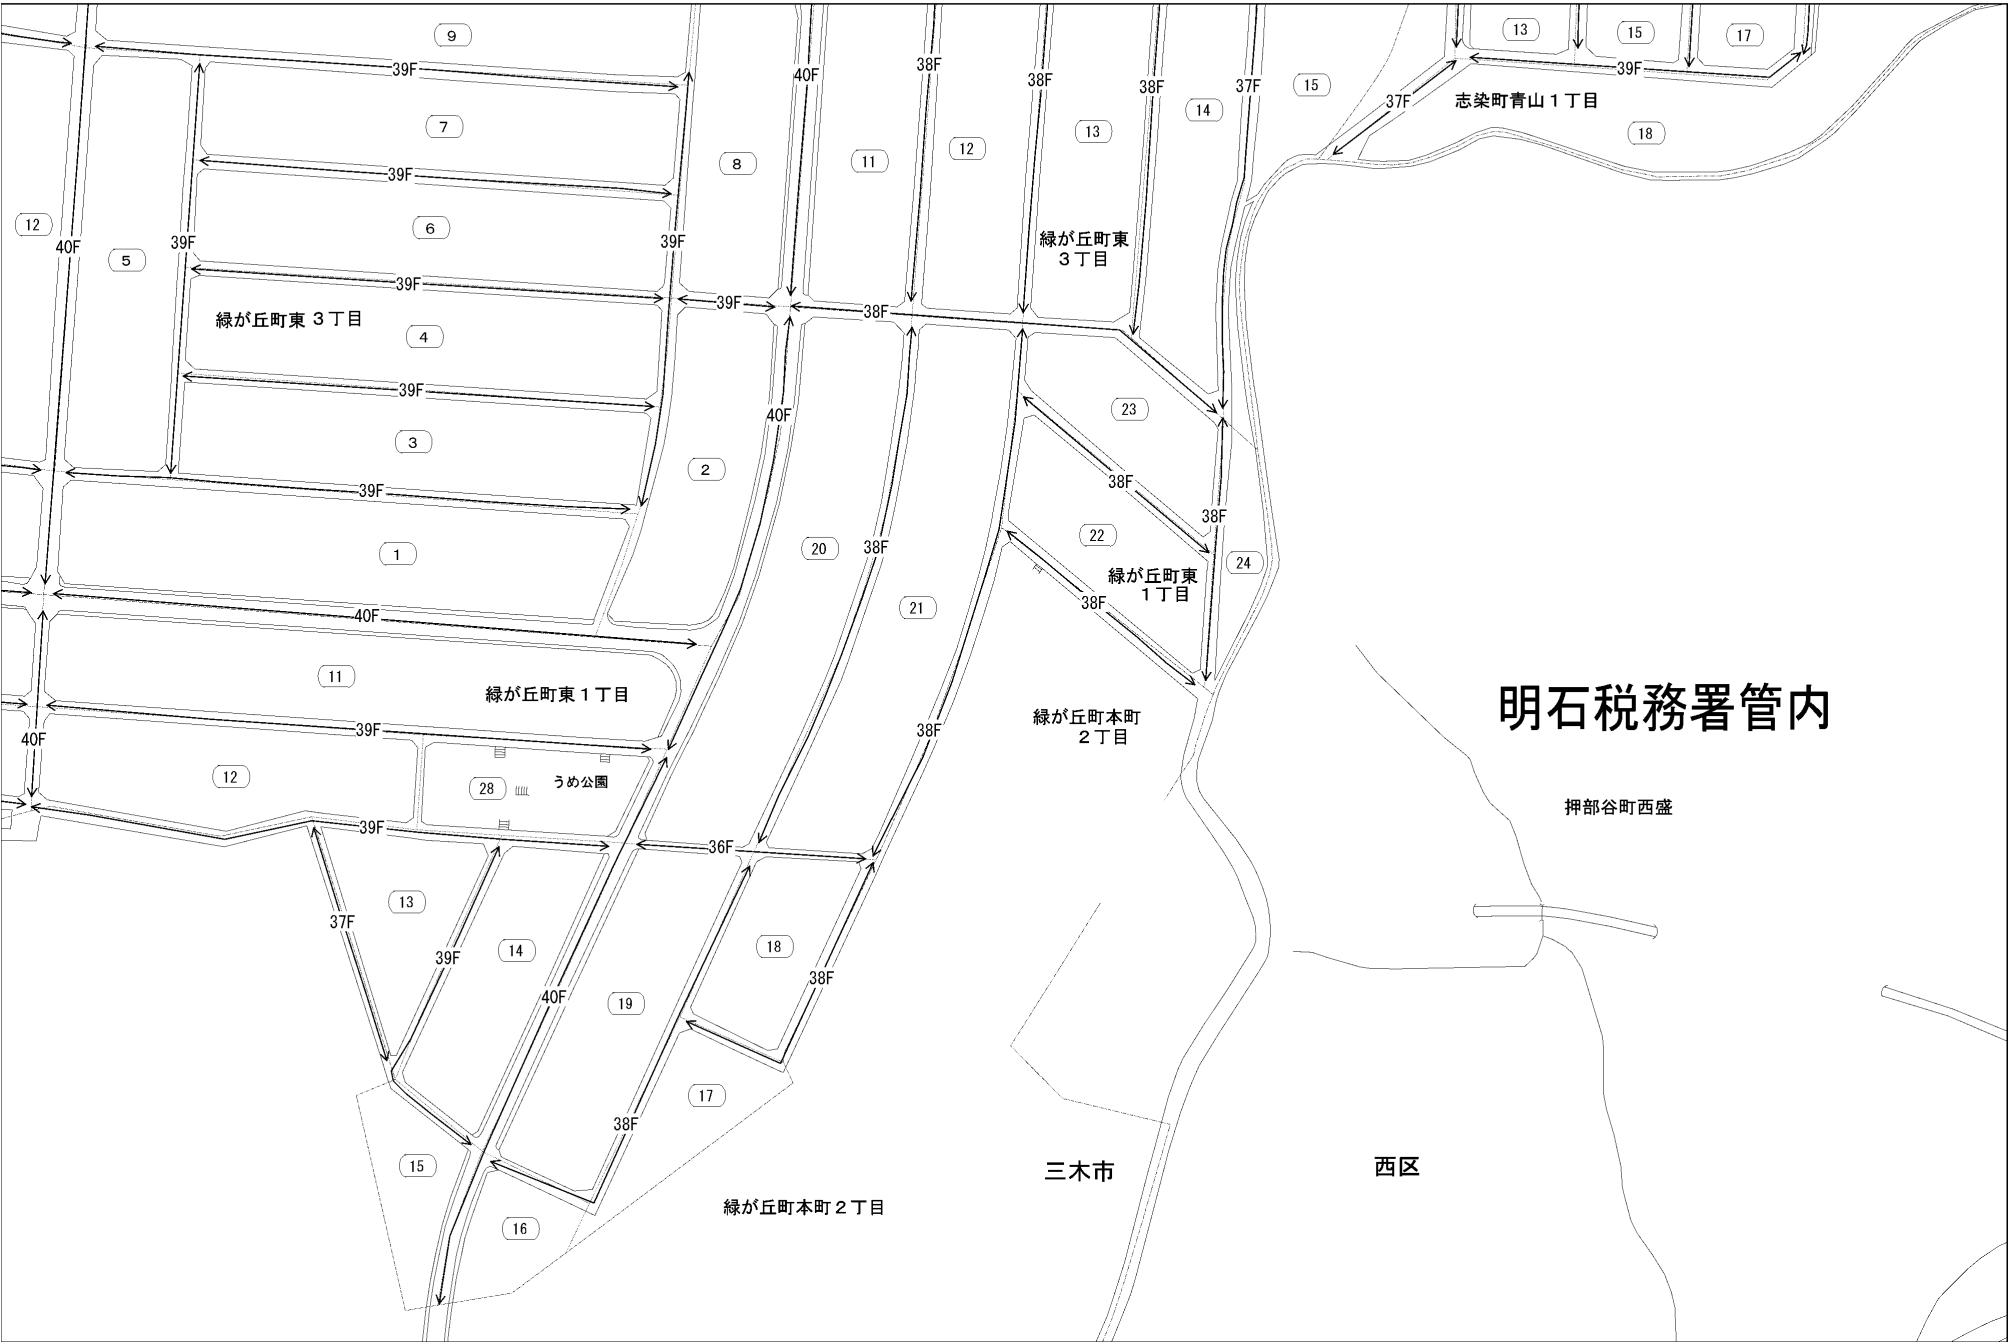 9
13
15
17
39F
40F
38F
38F
38F
37F
39F
15
14
37F
志染町青山1丁目
18
7
8
11
12
13
39F
12
6
5
40F
39F
39F
緑が丘町東
3丁目
39F
39F
38F
緑が丘町東 3丁目
4
39F
40F
23
3
2
38F
39F
38F
1
20
38F
22
24
緑が丘町東
1丁目
38F
40F
21
11
緑が丘町東1丁目
39F
40F
38F
緑が丘町本町
2丁目
明石税務署管内
12
28
うめ公園
押部谷町西盛
39F
36F
13
37F
14
39F
18
38F
40F
19
17
38F
15
三木市
西区
緑が丘町本町2丁目
16